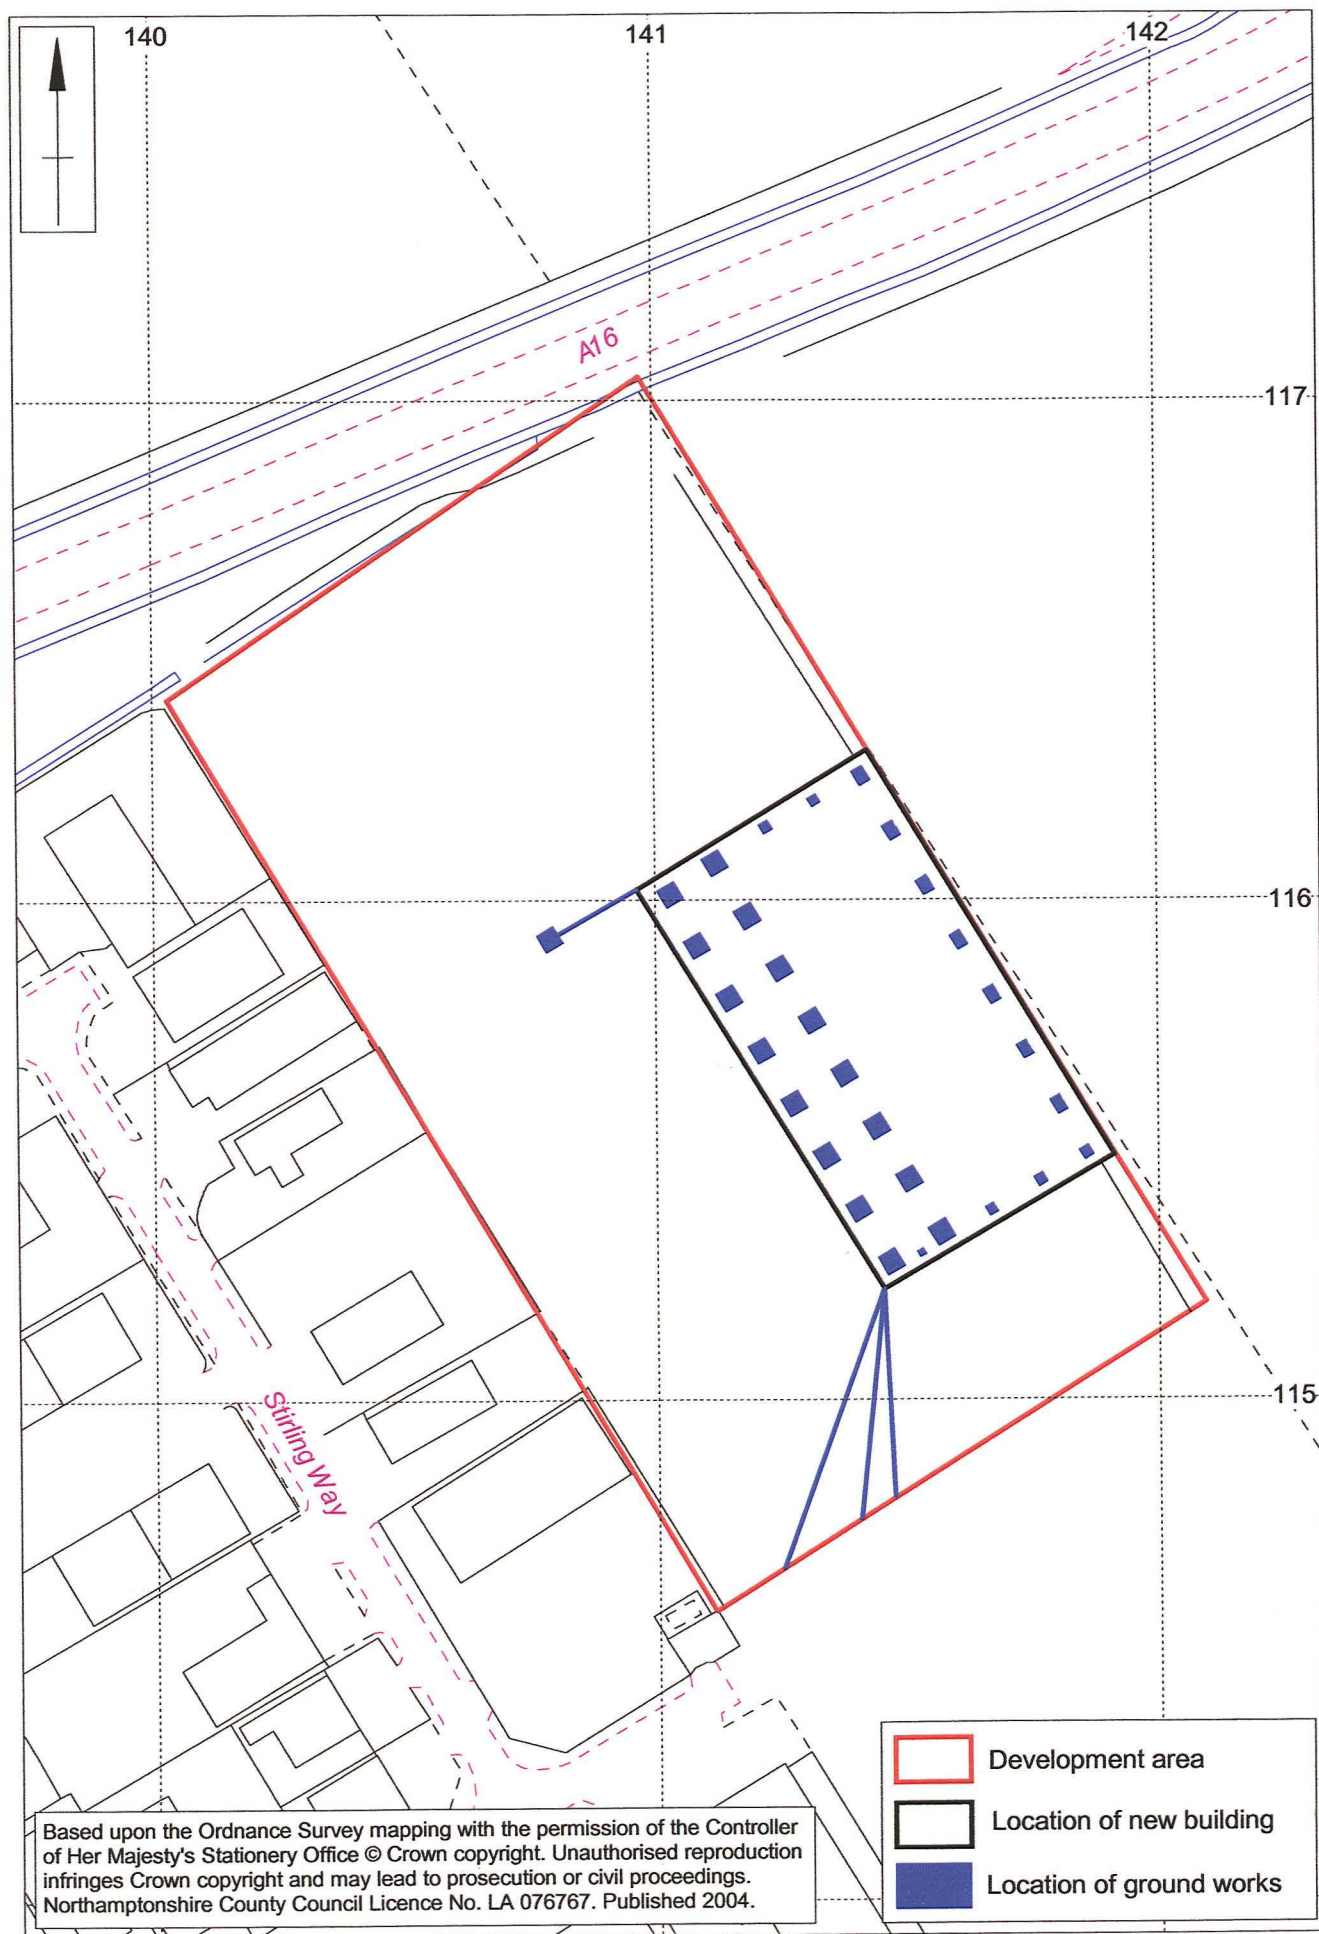 140
141
142
A16
117
116
115
Stirling Way
Development area
Location of new building
Location of ground works
Based upon the Ordnance Survey mapping with the permission of the Controller
of Her Majesty's Stationery Office © Crown copyright. Unauthorised reproduction
infringes Crown copyright and may lead to prosecution or civil proceedings.
Northamptonshire County Council Licence No. LA 076767. Published 2004.